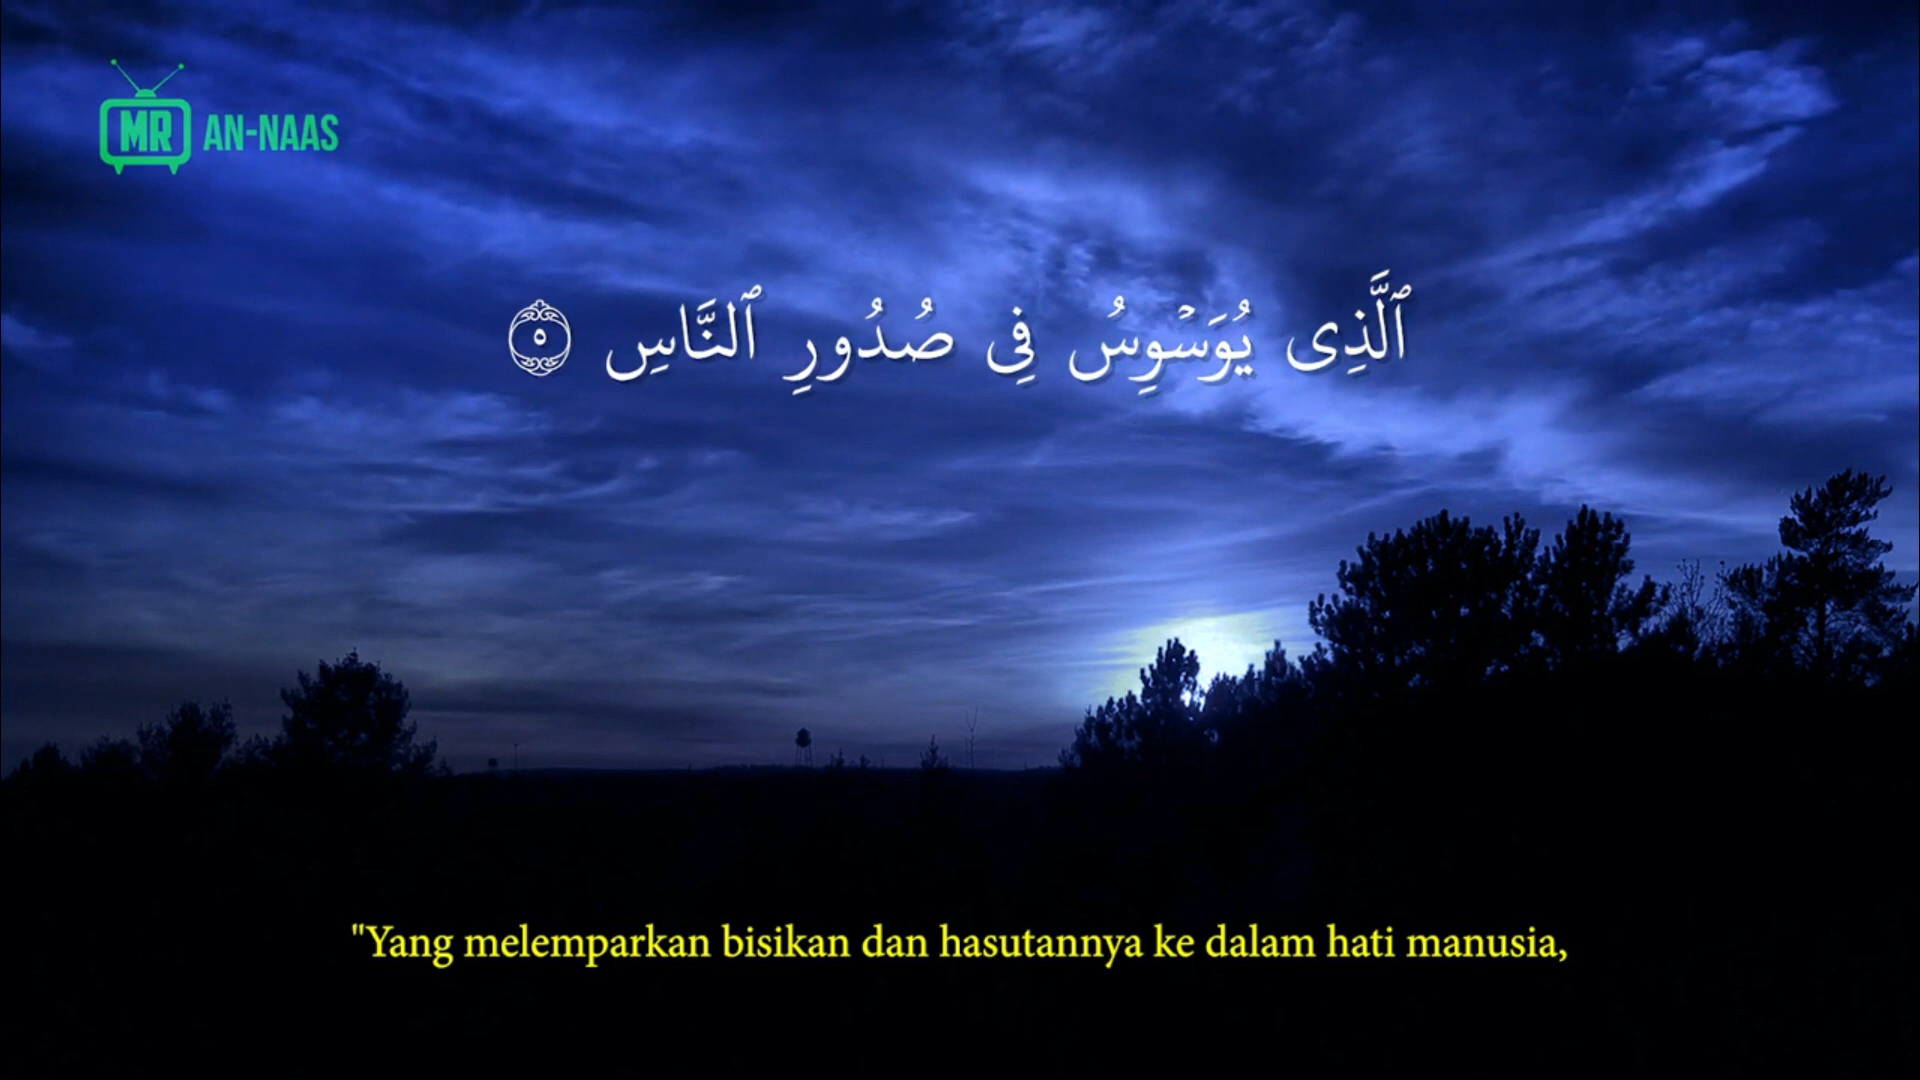 MR AN-NAAS
ٱلَّذِى يُوَسْوِسُ فِى صُدُورِ ٱلنَّاسِ ٥
"Yang melemparkan bisikan dan hasutannya ke dalam hati manusia,